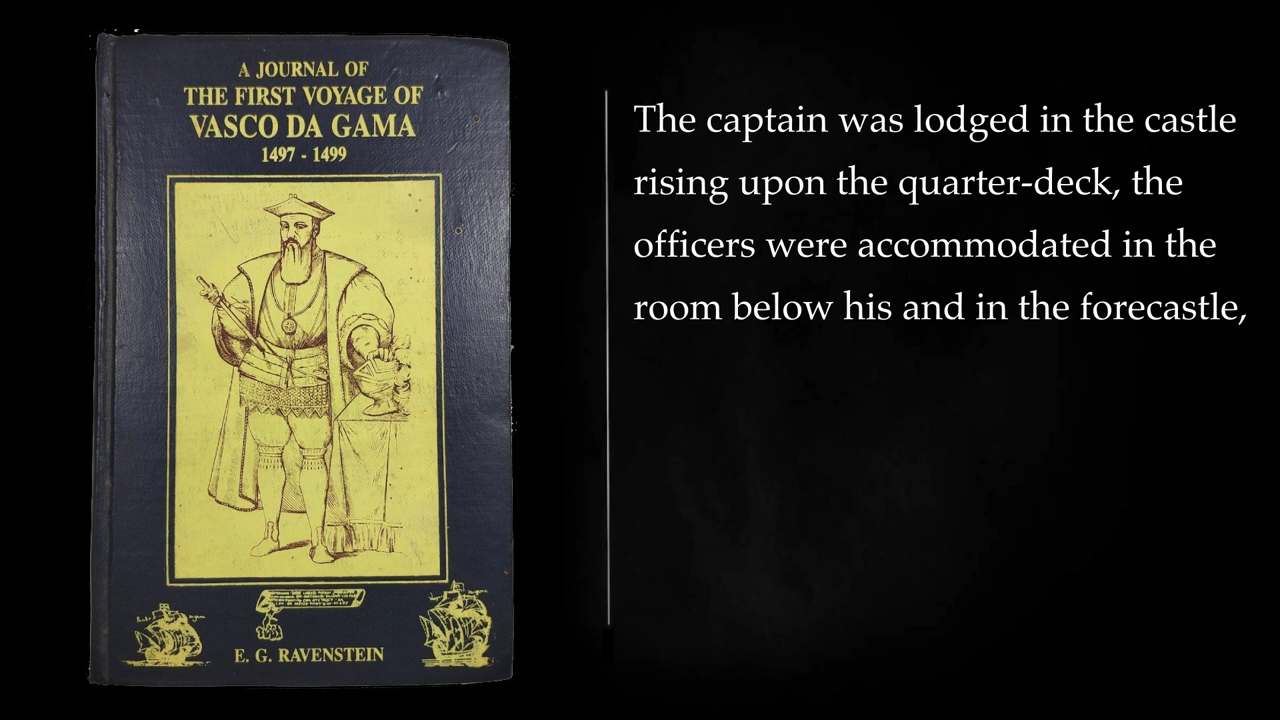 A JOURNAL OF
THE FIRST VOYAGE OF
VASCO DA GAMA
1497 - 1499
E. G. RAVENSTEIN
The captain was lodged in the castle
rising upon the quarter-deck, the
officers were accommodated in the
room below his and in the forecastle,